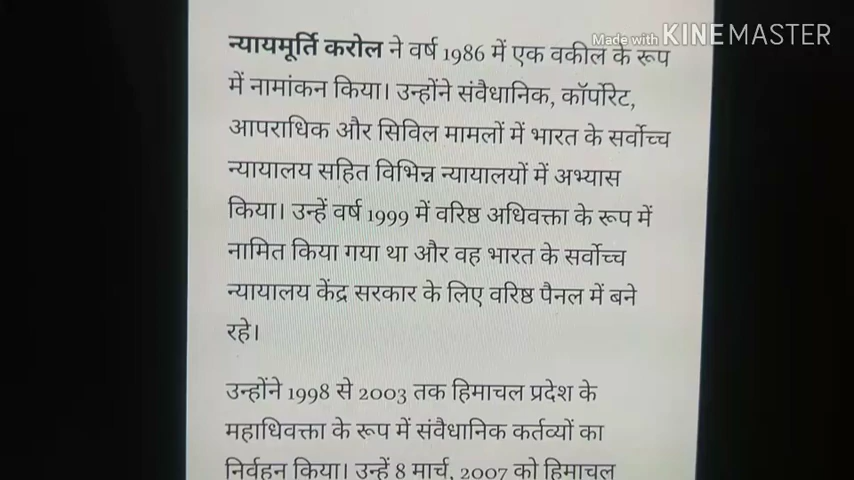 Made with KINEMASTER
न्यायमूर्ति करोल ने वर्ष 1986 में एक वकील के रूप
में नामांकन किया। उन्होंने संवैधानिक, कॉर्पोरेट,
आपराधिक और सिविल मामलों में भारत के सर्वोच्च
न्यायालय सहित विभिन्न न्यायालयों में अभ्यास
किया। उन्हें वर्ष 1999 में वरिष्ठ अधिवक्ता के रूप में
नामित किया गया था और वह भारत के सर्वोच्च
न्यायालय केंद्र सरकार के लिए वरिष्ठ पैनल में बने
रहे।
उन्होंने 1998 से 2003 तक हिमाचल प्रदेश के
महाधिवक्ता के रूप में संवैधानिक कर्तव्यों का
निर्वहन किया। उन्हें 8 मार्च, 2007 को हिमाचल